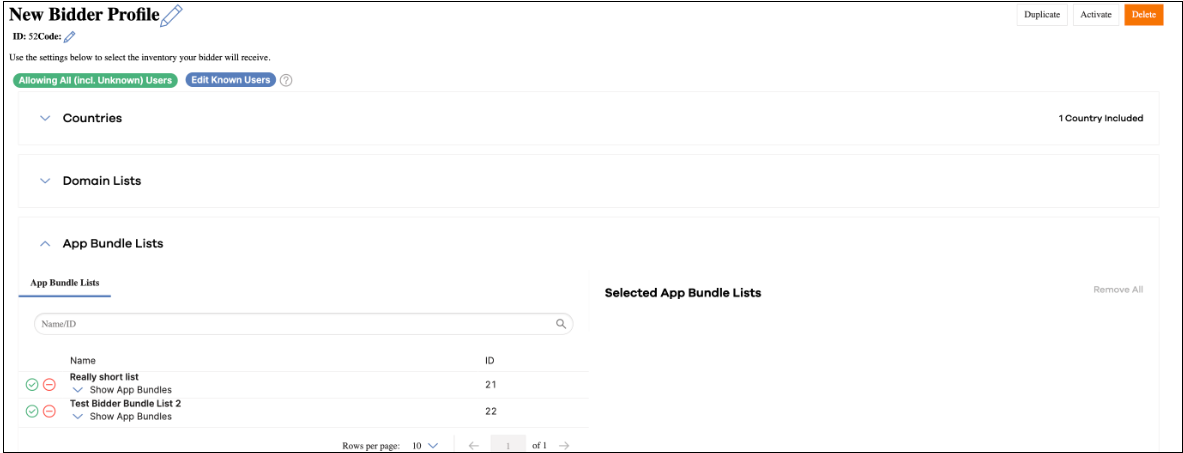 New Bidder Profile
Duplicate Activate Delete
ID: 52Code:
Use the settings below to select the inventory your bidder will receive.
Allowing All (incl. Unknown) Users Edit Known Users ?
Countries 1 Country Included
Domain Lists
App Bundle Lists
App Bundle Lists
Selected App Bundle Lists Remove All
Name/ID
Name ID
Really short list
Show App Bundles
21
Test Bidder Bundle List 2
Show App Bundles
22
Rows per page: 10 1 of 1